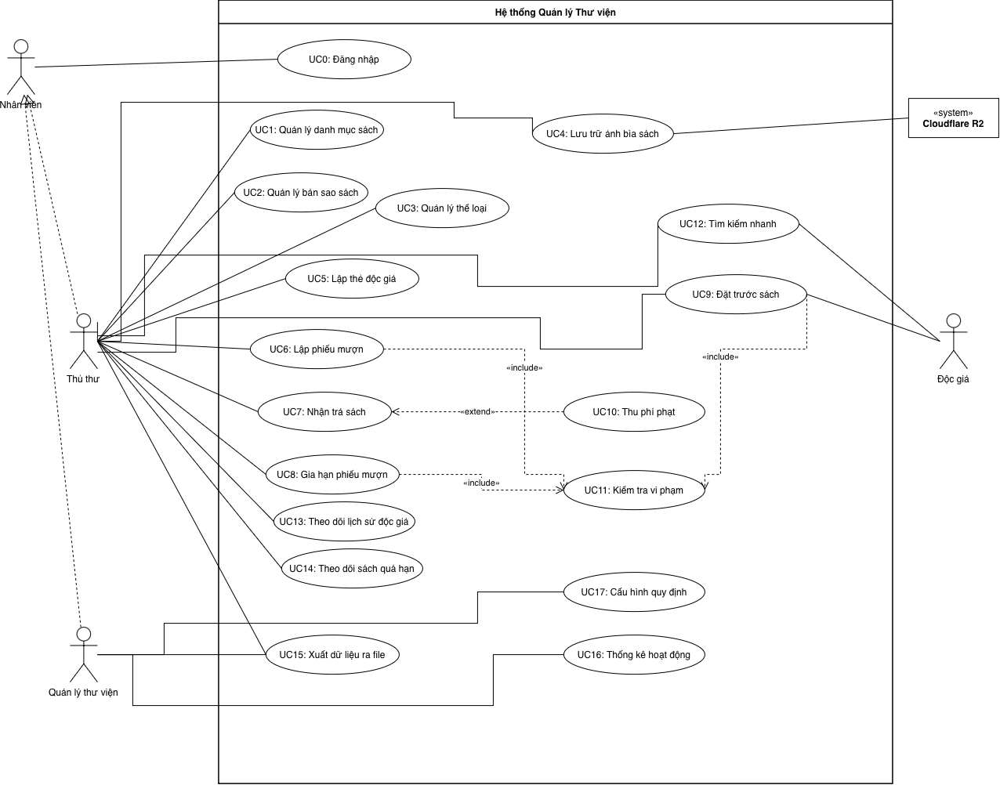 Hệ thống Quản lý Thư viện
Nhân viên
UC0: Đăng nhập
«system»
Cloudflare R2
UC1: Quản lý danh mục sách
UC4: Lưu trữ ảnh bìa sách
UC2: Quản lý bản sao sách
UC3: Quản lý thể loại
UC12: Tìm kiếm nhanh
UC5: Lập thẻ độc giả
UC9: Đặt trước sách
Thủ thư
UC6: Lập phiếu mượn
«include»
«include»
Độc giả
UC7: Nhận trả sách
«extend»
UC10: Thu phí phạt
UC8: Gia hạn phiếu mượn
«include»
UC11: Kiểm tra vi phạm
UC13: Theo dõi lịch sử độc giả
UC14: Theo dõi sách quá hạn
UC17: Cấu hình quy định
UC15: Xuất dữ liệu ra file
UC16: Thống kê hoạt động
Quản lý thư viện